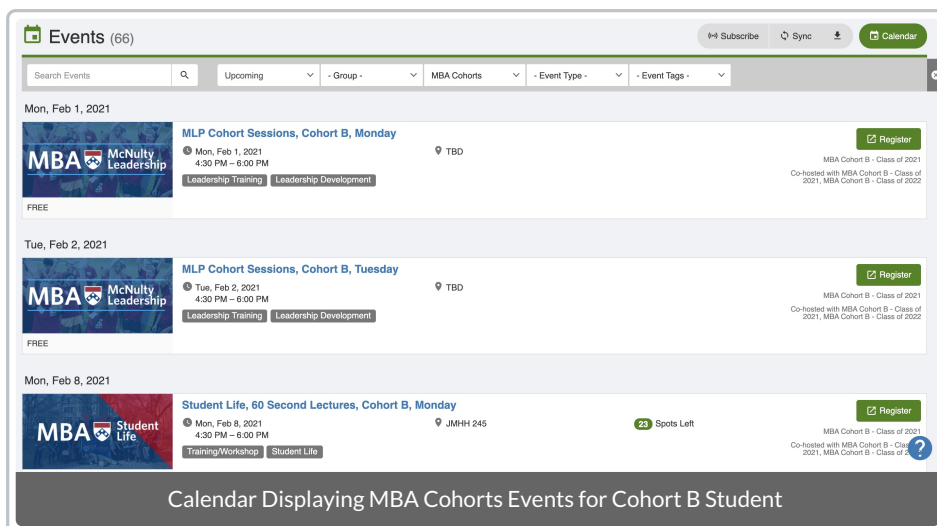 Events (66)
Subscribe
Sync
Calendar
Search Events
Upcoming
- Group -
MBA Cohorts
- Event Type -
- Event Tags -
Mon, Feb 1, 2021
MBA McNulty Leadership
FREE
MLP Cohort Sessions, Cohort B, Monday
Mon, Feb 1, 2021
4:30 PM – 6:00 PM
TBD
Leadership Training Leadership Development
Register
MBA Cohort B - Class of 2021
Co-hosted with MBA Cohort B - Class of
2021, MBA Cohort B - Class of 2022
Tue, Feb 2, 2021
MBA McNulty Leadership
FREE
MLP Cohort Sessions, Cohort B, Tuesday
Tue, Feb 2, 2021
4:30 PM – 6:00 PM
TBD
Leadership Training Leadership Development
Register
MBA Cohort B - Class of 2021
Co-hosted with MBA Cohort B - Class of
2021, MBA Cohort B - Class of 2022
Mon, Feb 8, 2021
MBA Student Life
Student Life, 60 Second Lectures, Cohort B, Monday
Mon, Feb 8, 2021
4:30 PM – 6:00 PM
JMHH 245
23 Spots Left
Training/Workshop Student Life
Register
MBA Cohort B - Class of 2021
Co-hosted with MBA Cohort B -
2021, MBA Cohort B - Class of
?
Calendar Displaying MBA Cohorts Events for Cohort B Student